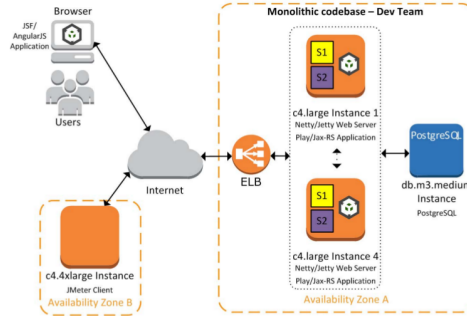 Browser
JSF/
AngularJS
Application
Users
Internet
c4.4xlarge Instance
JMeter Client
Availability Zone B
Monolithic codebase – Dev Team
ELB
S1
S2
c4.large Instance 1
Netty/Jetty Web Server
Play/Jax-RS Application
S1
S2
c4.large Instance 4
Netty/Jetty Web Server
Play/Jax-RS Application
Availability Zone A
PostgreSQL
db.m3.medium
Instance
PostgreSQL